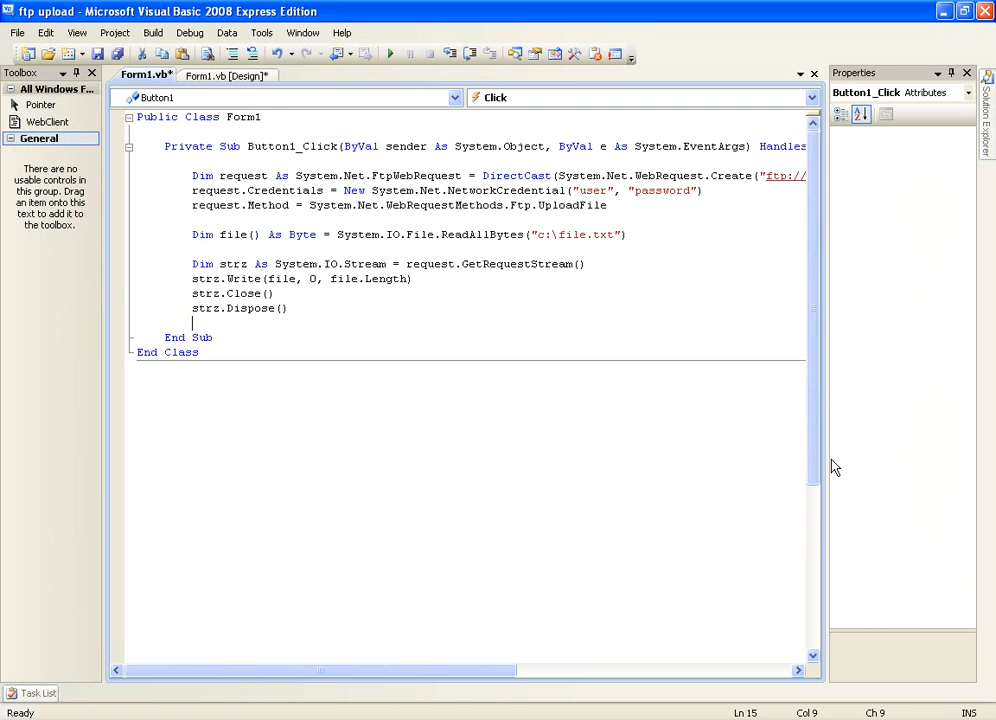 ftp upload - Microsoft Visual Basic 2008 Express Edition
File Edit View Project Build Debug Data Tools Window Help
Toolbox
Form1.vb* Form1.vb [Design]*
Properties
All Windows F...
Button1 Click
Button1_Click Attributes
Pointer
WebClient
General
There are no
usable controls in
this group. Drag
an item onto this
text to add it to
the toolbox.
Solution Explorer
Public Class Form1
Private Sub Button1_Click(ByVal sender As System.Object, ByVal e As System.EventArgs) Handles
Dim request As System.Net.FtpWebRequest = DirectCast(System.Net.WebRequest.Create("ftp://
request.Credentials = New System.Net.NetworkCredential("user", "password")
request.Method = System.Net.WebRequestMethods.Ftp.UploadFile
Dim file() As Byte = System.IO.File.ReadAllBytes("c:\file.txt")
Dim strz As System.IO.Stream = request.GetRequestStream()
strz.Write(file, 0, file.Length)
strz.Close()
strz.Dispose()
End Sub
End Class
Task List
Ready Ln 15 Col 9 Ch 9 INS